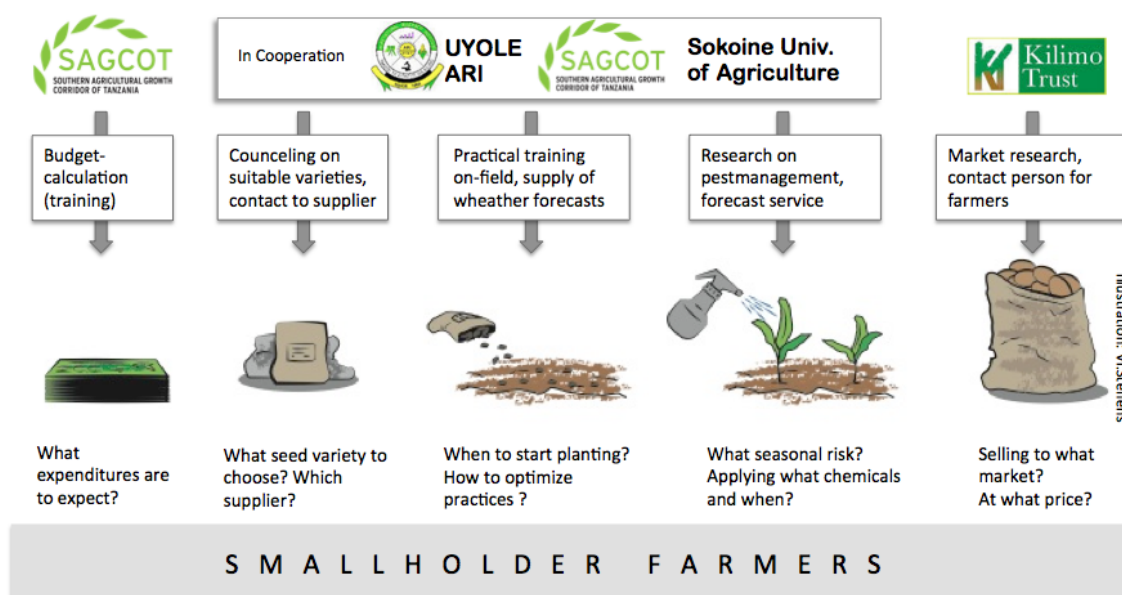 SAGCOT
SOUTHERN AGRICULTURAL GROWTH
CORRIDOR OF TANZANIA
In Cooperation
UYOLE
ARI
SAGCOT
SOUTHERN AGRICULTURAL GROWTH
CORRIDOR OF TANZANIA
Sokoine Univ.
of Agriculture
Kilimo
Trust
Budget-
calculation
(training)
Counceling on
suitable varieties,
contact to supplier
Practical training
on-field, supply of
wheather forecasts
Research on
pestmanagement,
forecast service
Market research,
contact person for
farmers
What
expenditures are
to expect?
What seed variety to
choose? Which
supplier?
When to start planting?
How to optimize
practices ?
What seasonal risk?
Applying what chemicals
and when?
Selling to what
market?
At what price?
SMALLHOLDER FARMERS